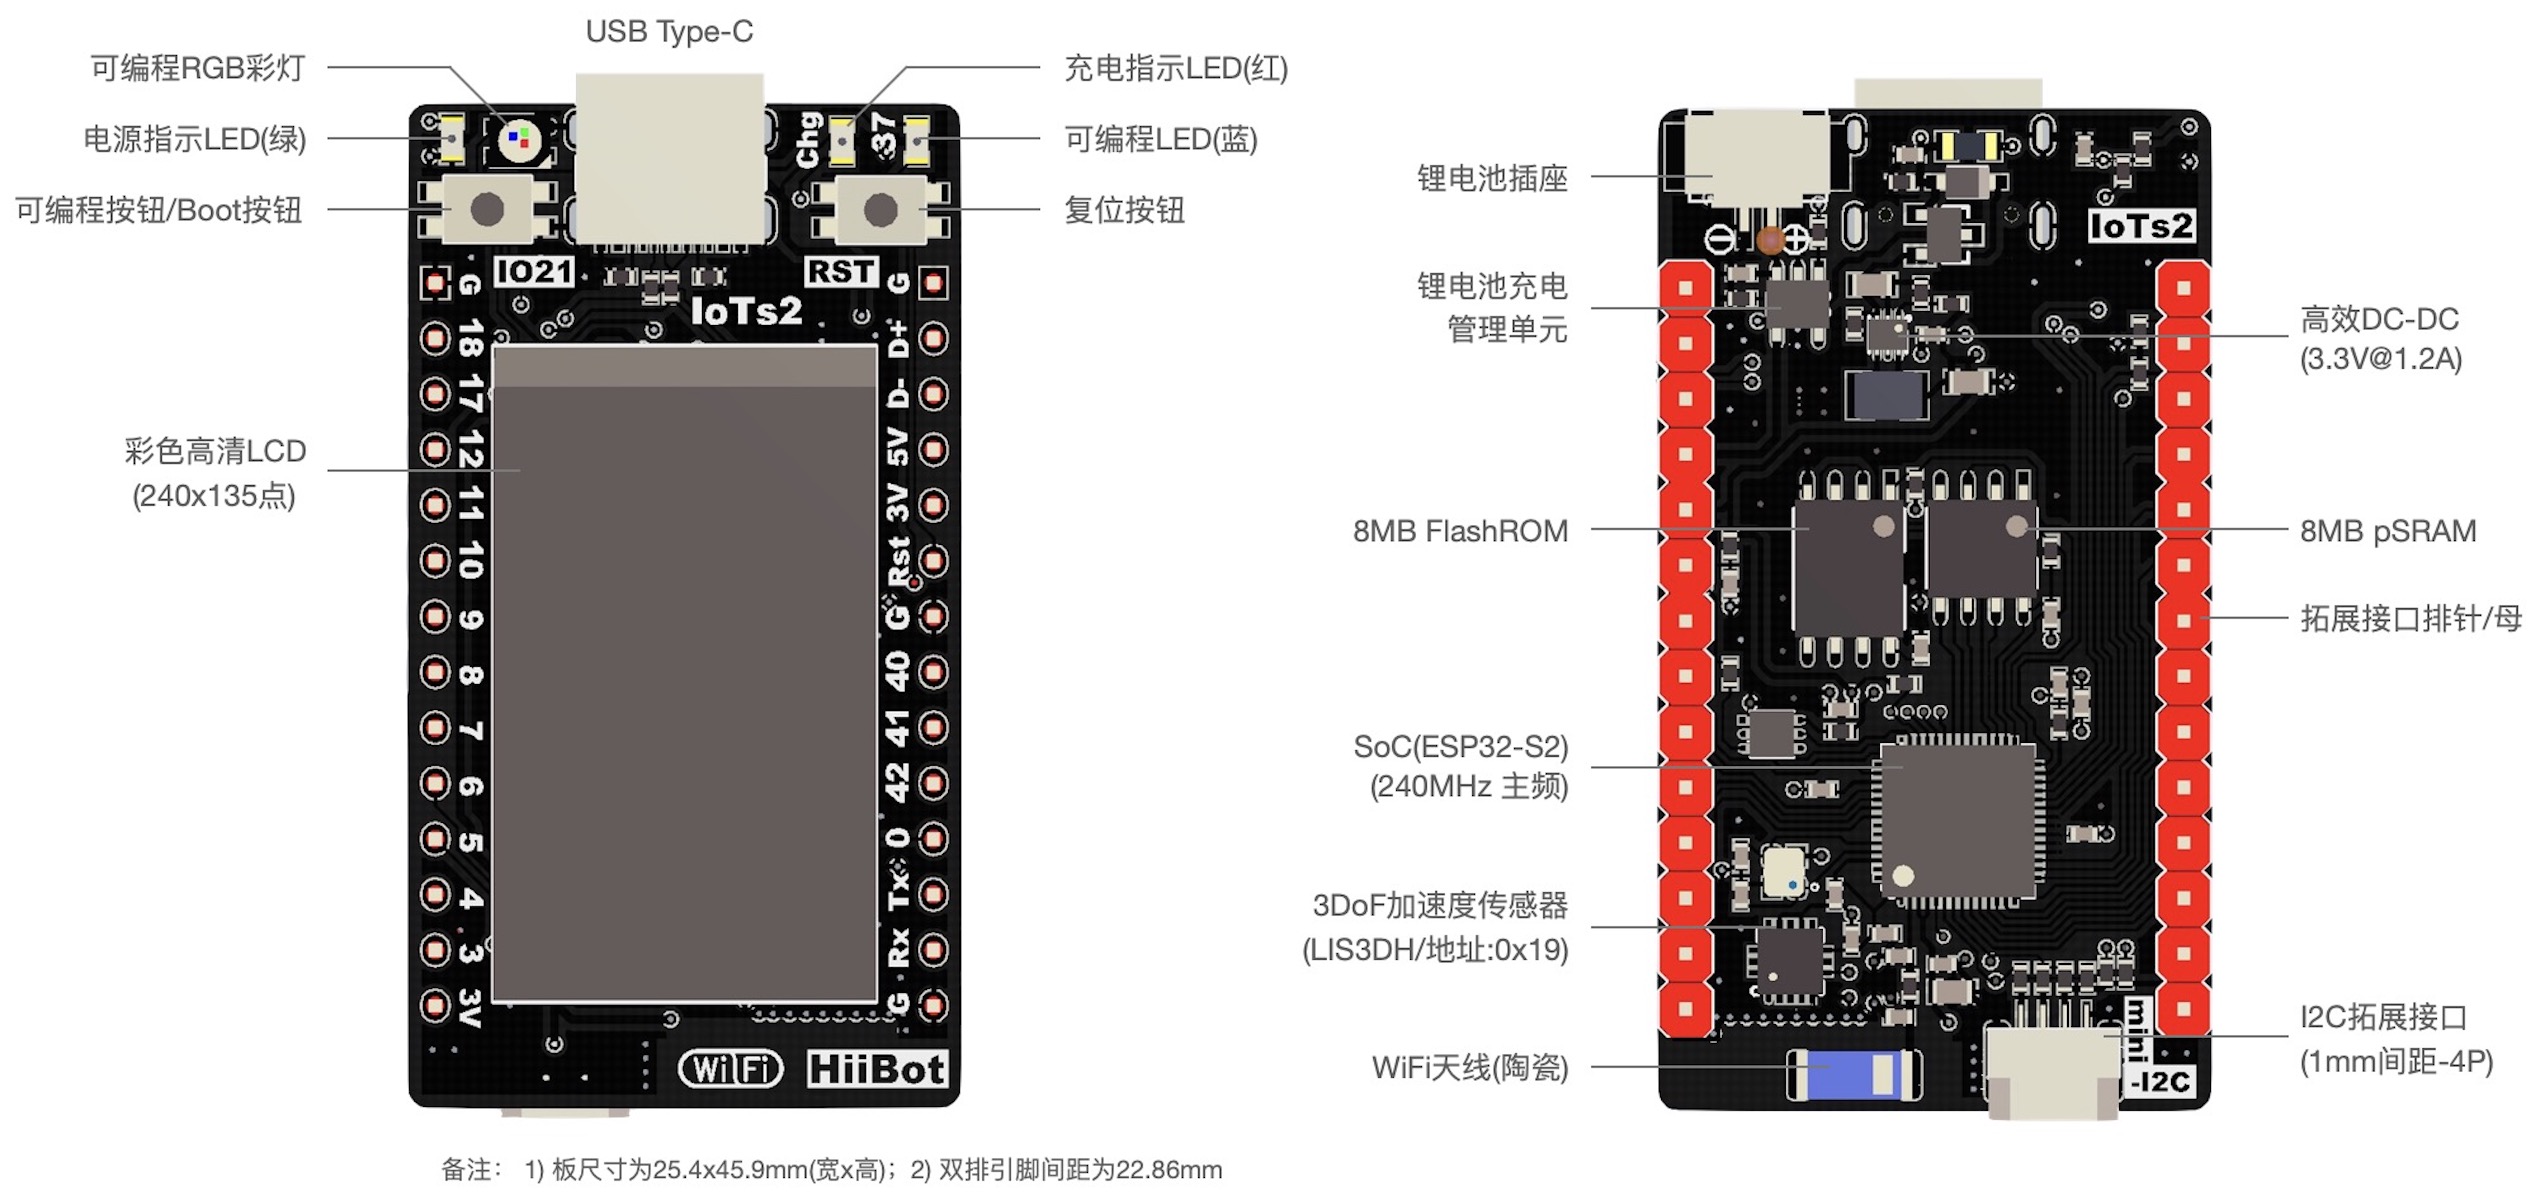 USB Type-C
可编程RGB彩灯
电源指示LED(绿)
可编程按钮/Boot按钮
彩色高清LCD
(240x135点)
充电指示LED(红)
可编程LED(蓝)
复位按钮
Chg
37
IO21
RST
IoTs2
G
18
17
12
11
10
9
8
7
6
5
4
3
3V
G
D+
D-
5V
3V
Rst
G
40
41
42
0
Tx
Rx
G
WiFi
HiiBot
锂电池插座
锂电池充电
管理单元
8MB FlashROM
SoC(ESP32-S2)
(240MHz 主频)
3DoF加速度传感器
(LIS3DH/地址:0x19)
WiFi天线(陶瓷)
IoTs2
mini
-I2C
高效DC-DC
(3.3V@1.2A)
8MB pSRAM
拓展接口排针/母
I2C拓展接口
(1mm间距-4P)
备注： 1) 板尺寸为25.4x45.9mm(宽x高)；2) 双排引脚间距为22.86mm